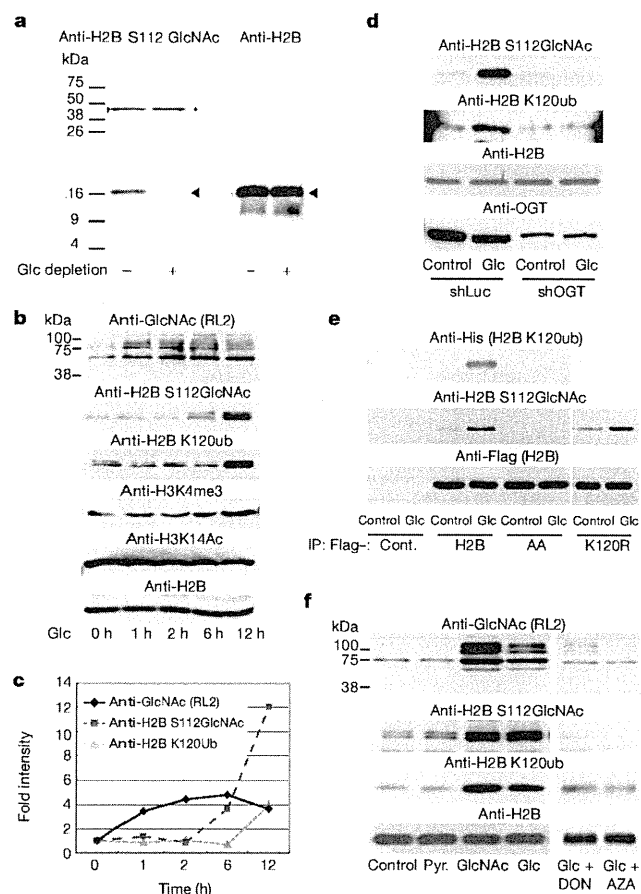 a
Anti-H2B S112 GlcNAc Anti-H2B
kDa
75
50
38
26
16
9
4
Glc depletion − + − +
b
kDa Anti-GlcNAc (RL2)
100
75
38
Anti-H2B S112GlcNAc
Anti-H2B K120ub
Anti-H3K4me3
Anti-H3K14Ac
Anti-H2B
Glc 0 h 1 h 2 h 6 h 12 h
c
Fold intensity
14
12
10
8
6
4
2
0
Anti-GlcNAc (RL2)
Anti-H2B S112GlcNAc
Anti-H2B K120Ub
0 1 2 6 12
Time (h)
d
Anti-H2B S112GlcNAc
Anti-H2B K120ub
Anti-H2B
Anti-OGT
Control Glc Control Glc
shLuc shOGT
e
Anti-His (H2B K120ub)
Anti-H2B S112GlcNAc
Anti-Flag (H2B)
Control Glc Control Glc Control Glc Control Glc
IP: Flag–: Cont. H2B AA K120R
f
kDa Anti-GlcNAc (RL2)
100
75
38
Anti-H2B S112GlcNAc
Anti-H2B K120ub
Anti-H2B
Control Pyr. GlcNAc Glc Glc + Glc +
DON AZA